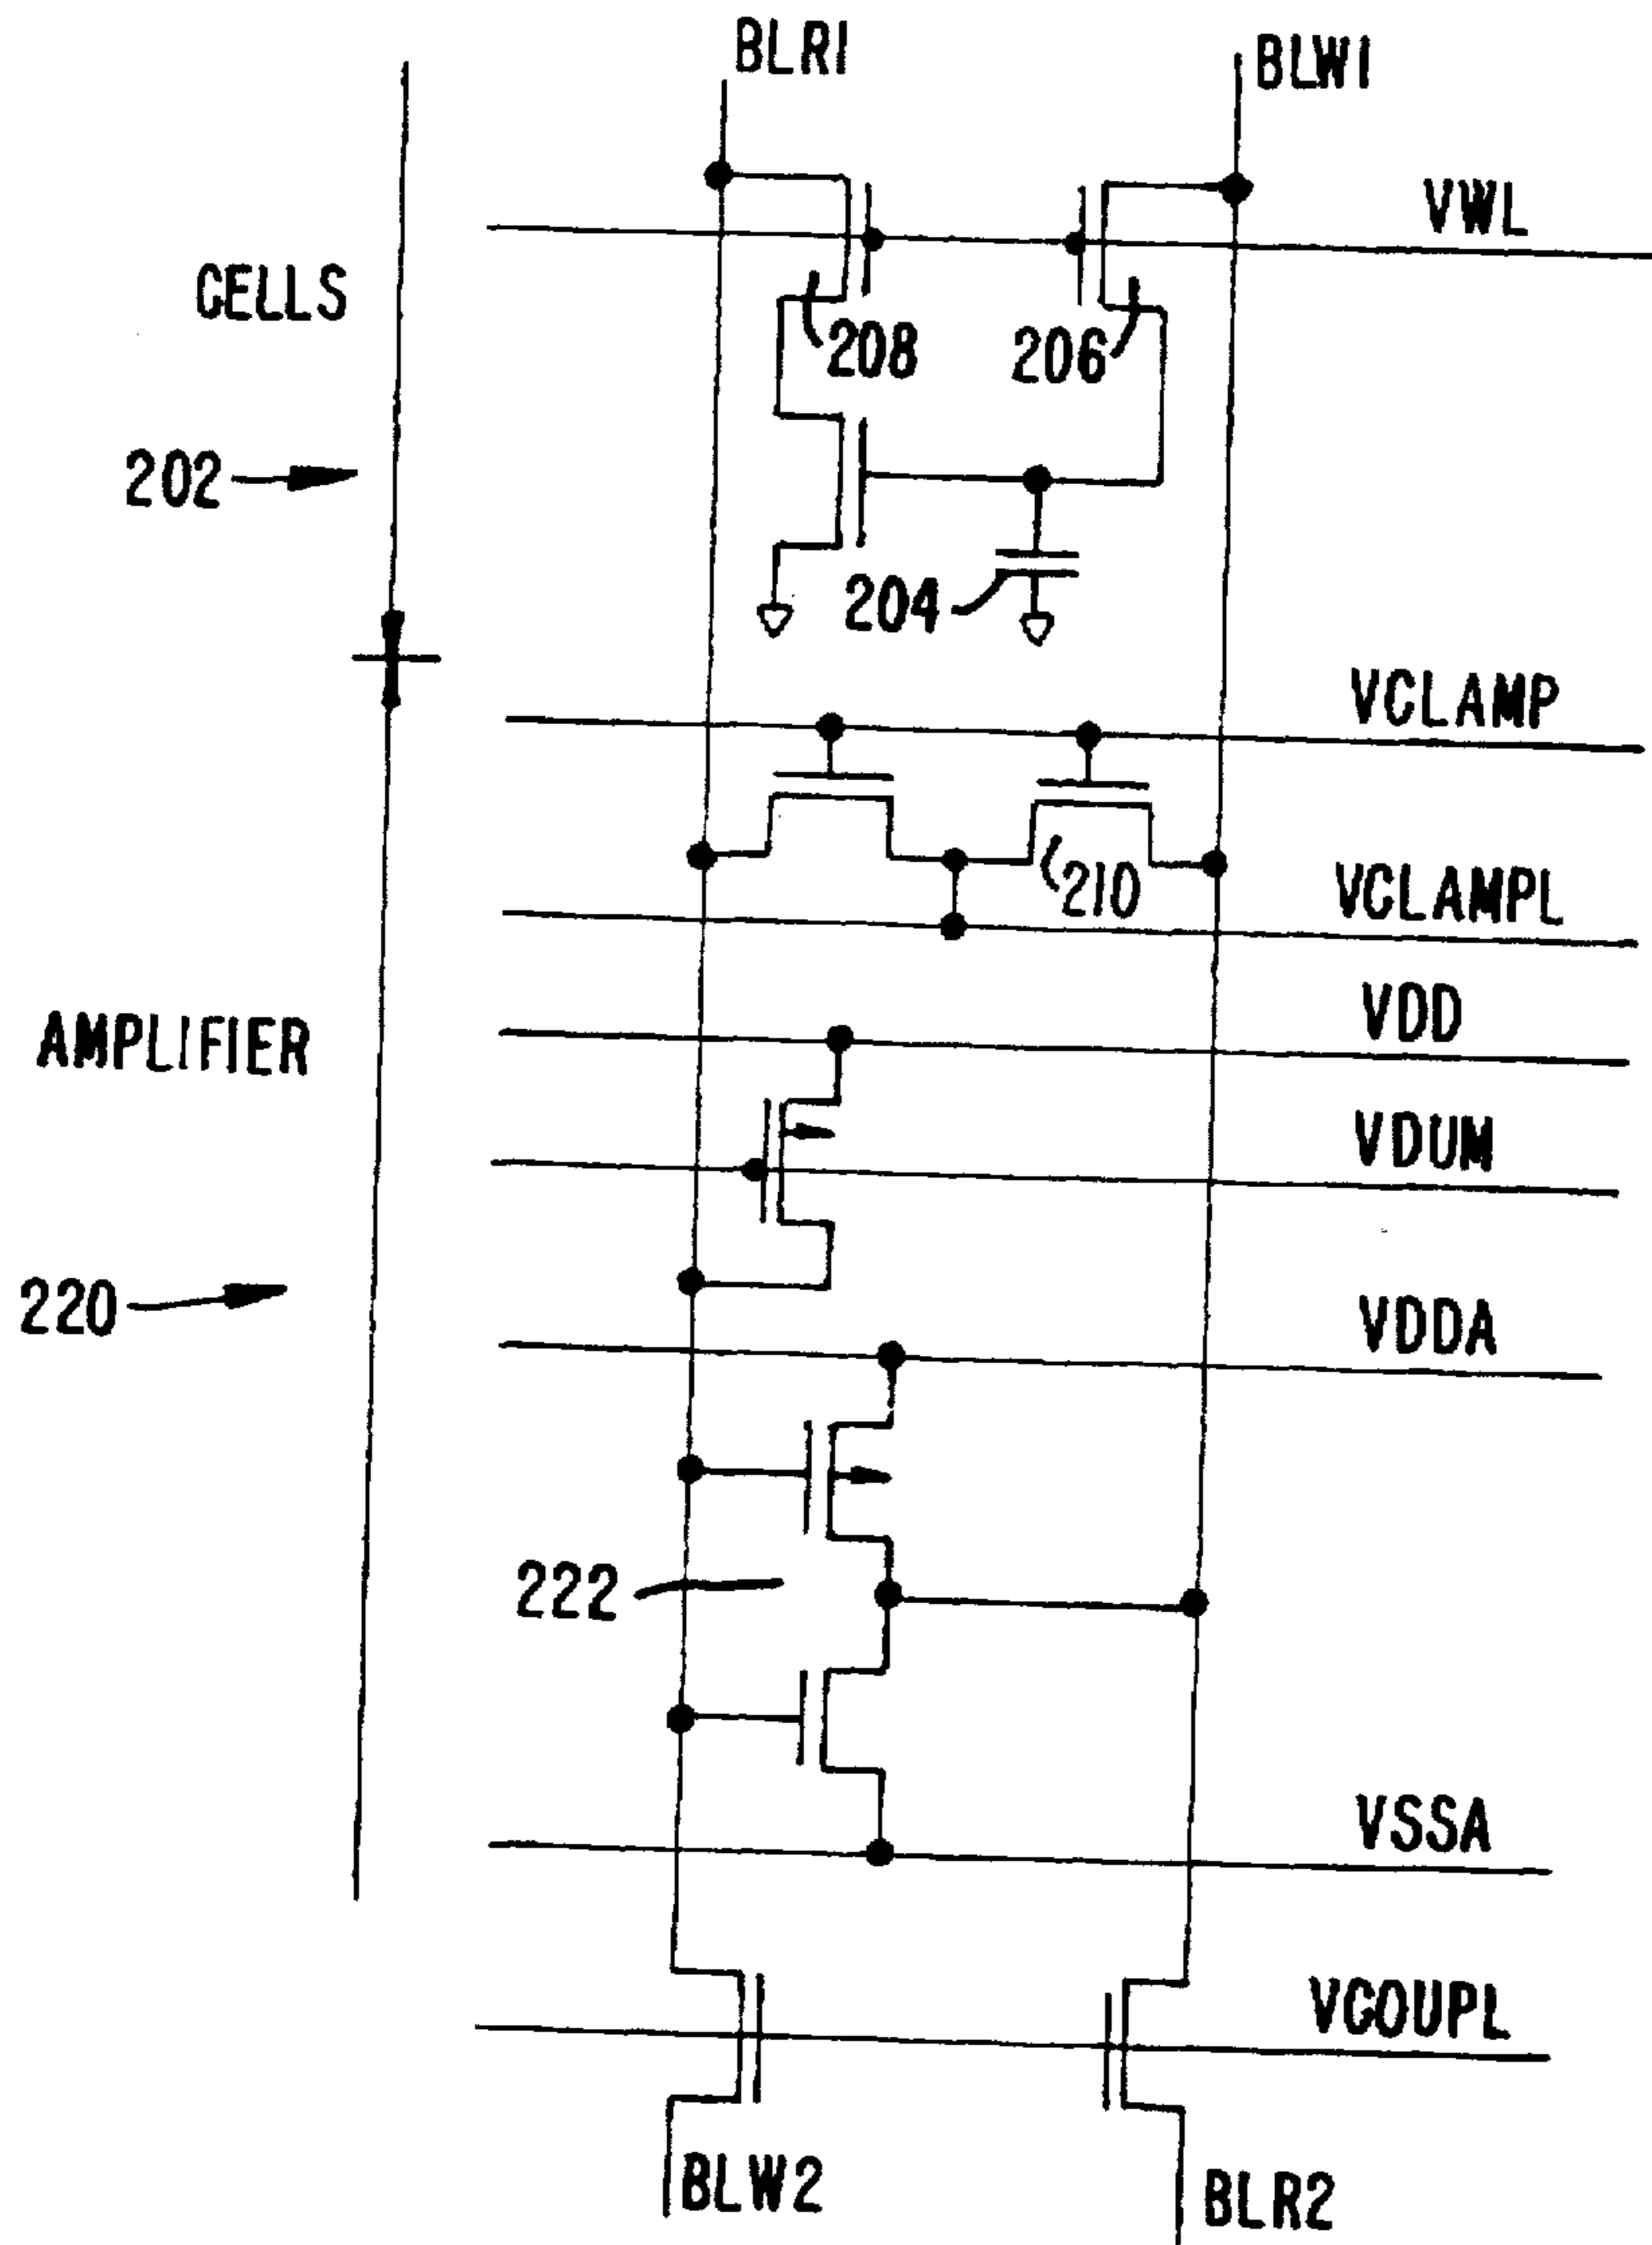 BLR1
BLW1
VWL
CELLS
208
206
202
204
VCLAMP
210
VCLAMPL
VDD
AMPLIFIER
VDUM
220
VDDA
222
VSSA
VCOUPL
BLW2
BLR2